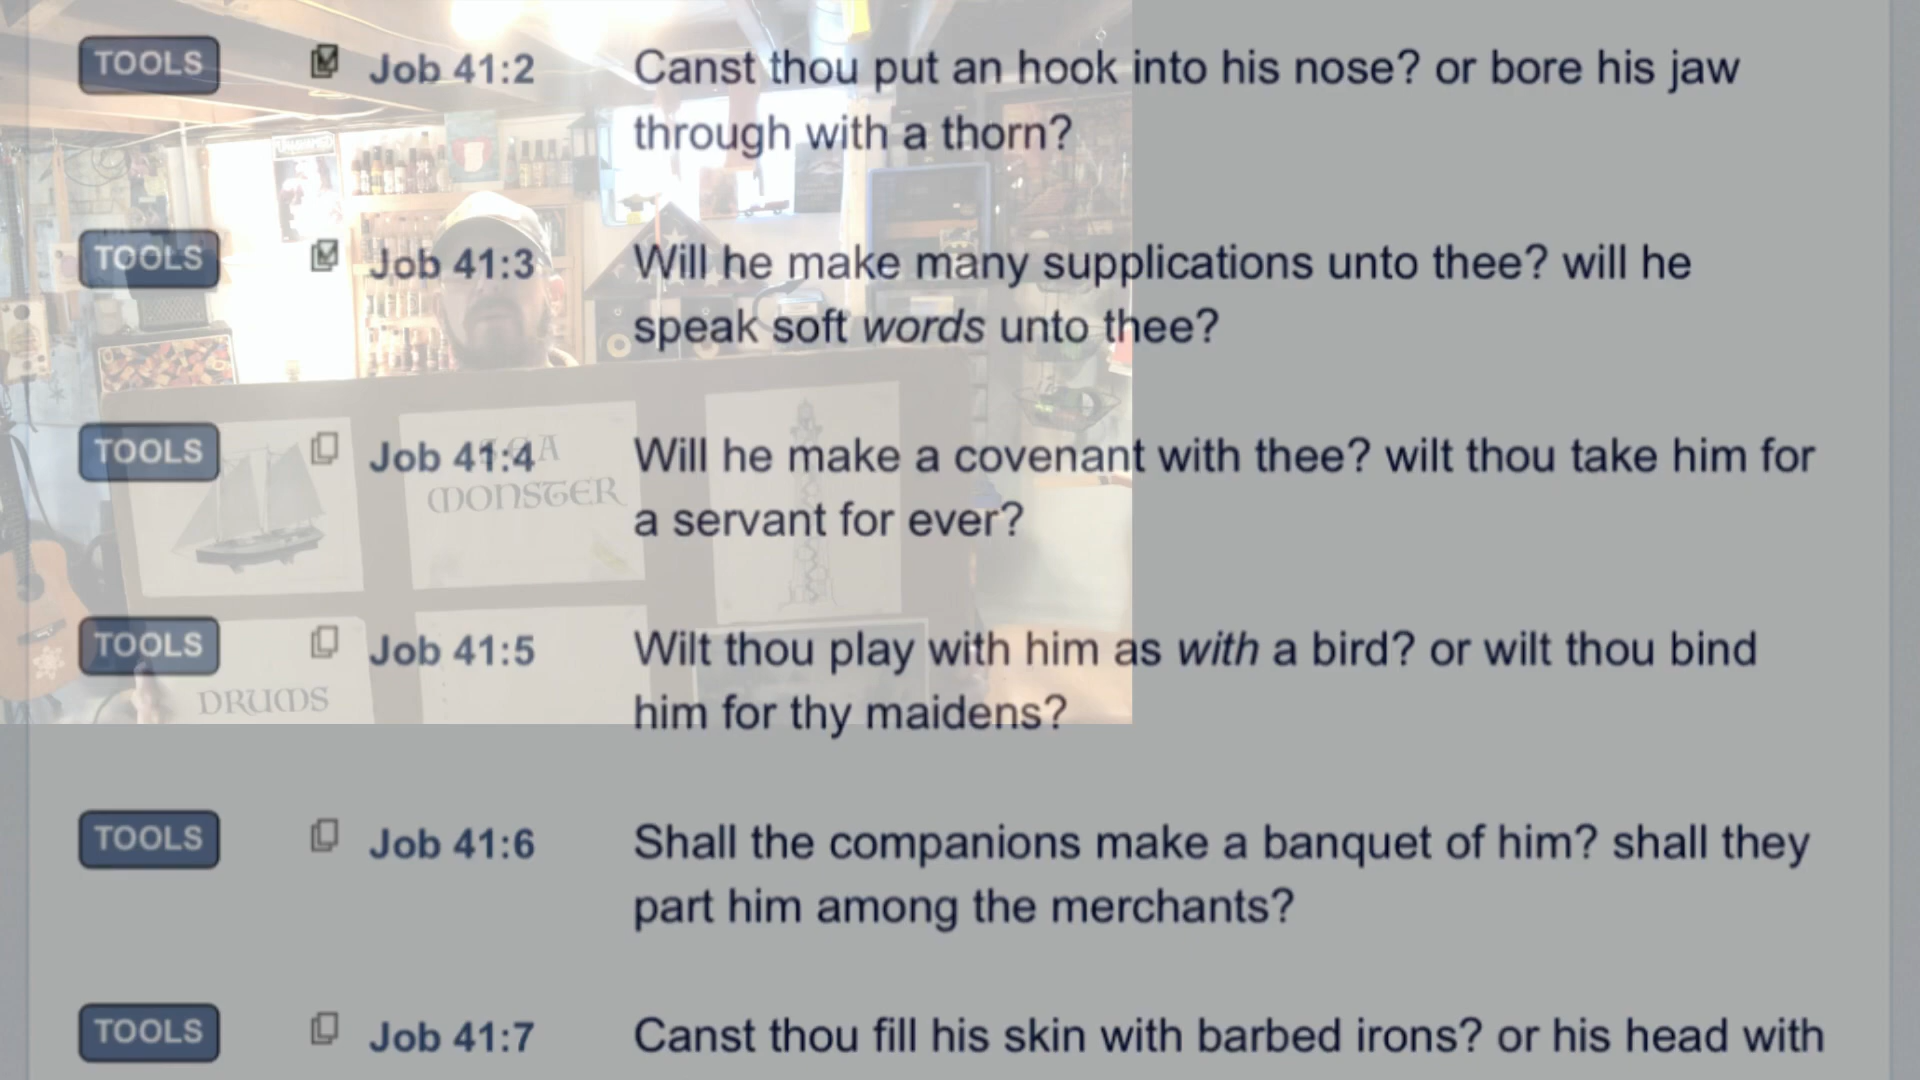 TOOLS Job 41:2 Canst thou put an hook into his nose? or bore his jaw
through with a thorn?
TOOLS Job 41:3 Will he make many supplications unto thee? will he
speak soft words unto thee?
TOOLS Job 41:4 Will he make a covenant with thee? wilt thou take him for
a servant for ever?
SEA
MONSTER
TOOLS Job 41:5 Wilt thou play with him as with a bird? or wilt thou bind
him for thy maidens?
DRUMS
TOOLS Job 41:6 Shall the companions make a banquet of him? shall they
part him among the merchants?
TOOLS Job 41:7 Canst thou fill his skin with barbed irons? or his head with